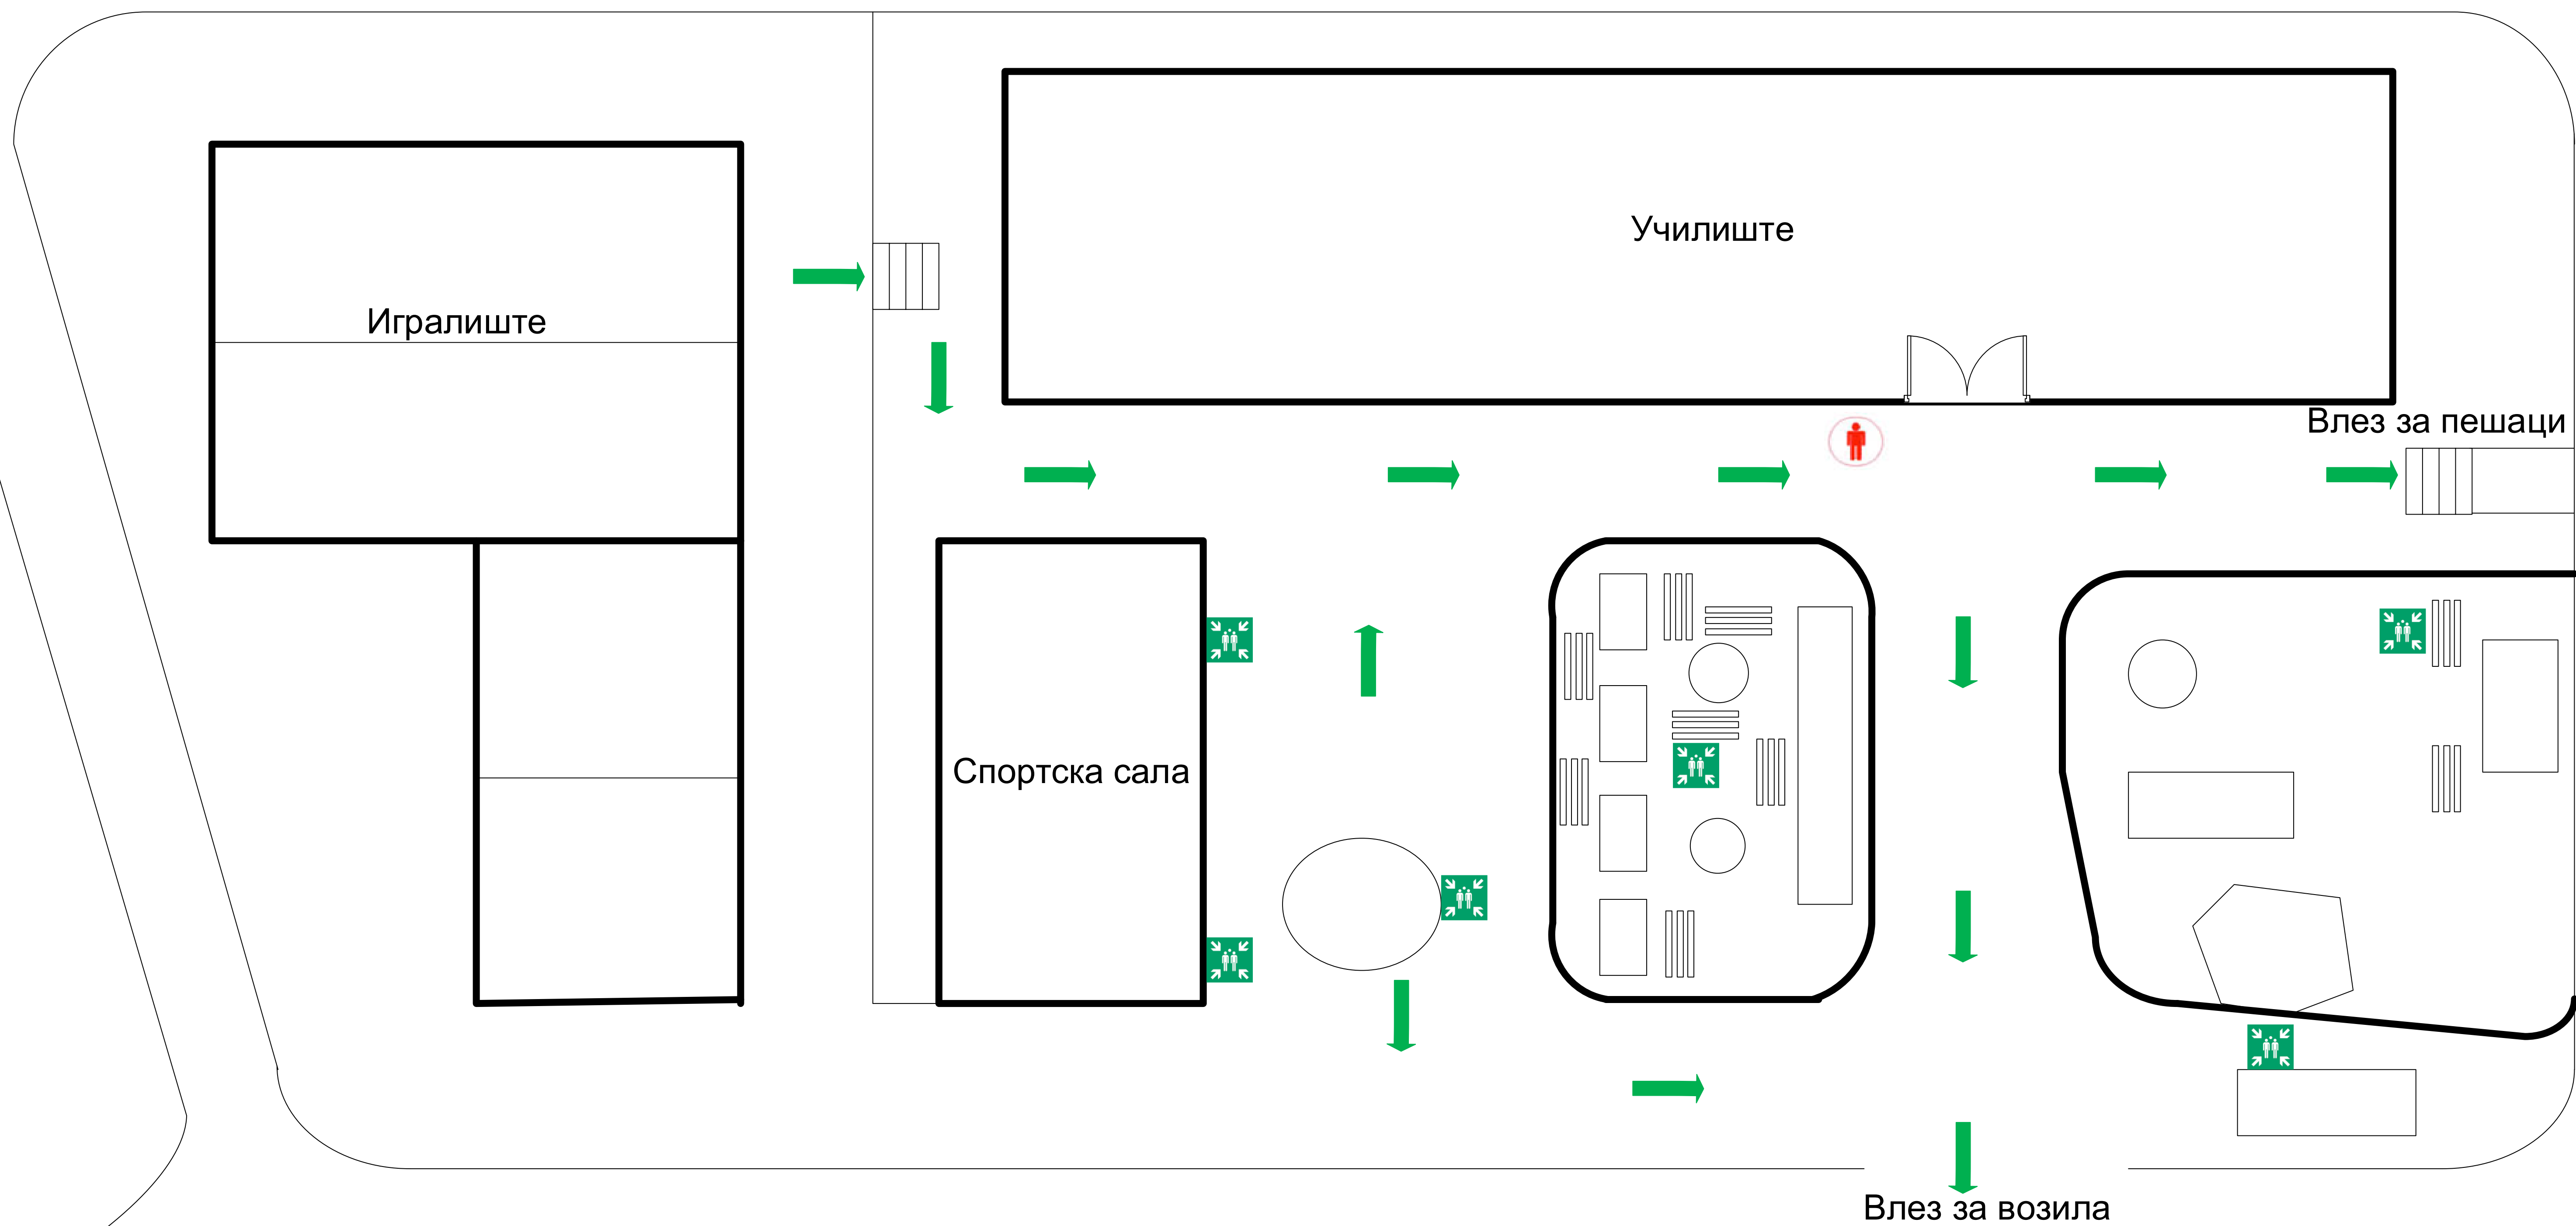 Училиште
Игралиште
Влез за пешаци
Спортска сала
Влез за возила